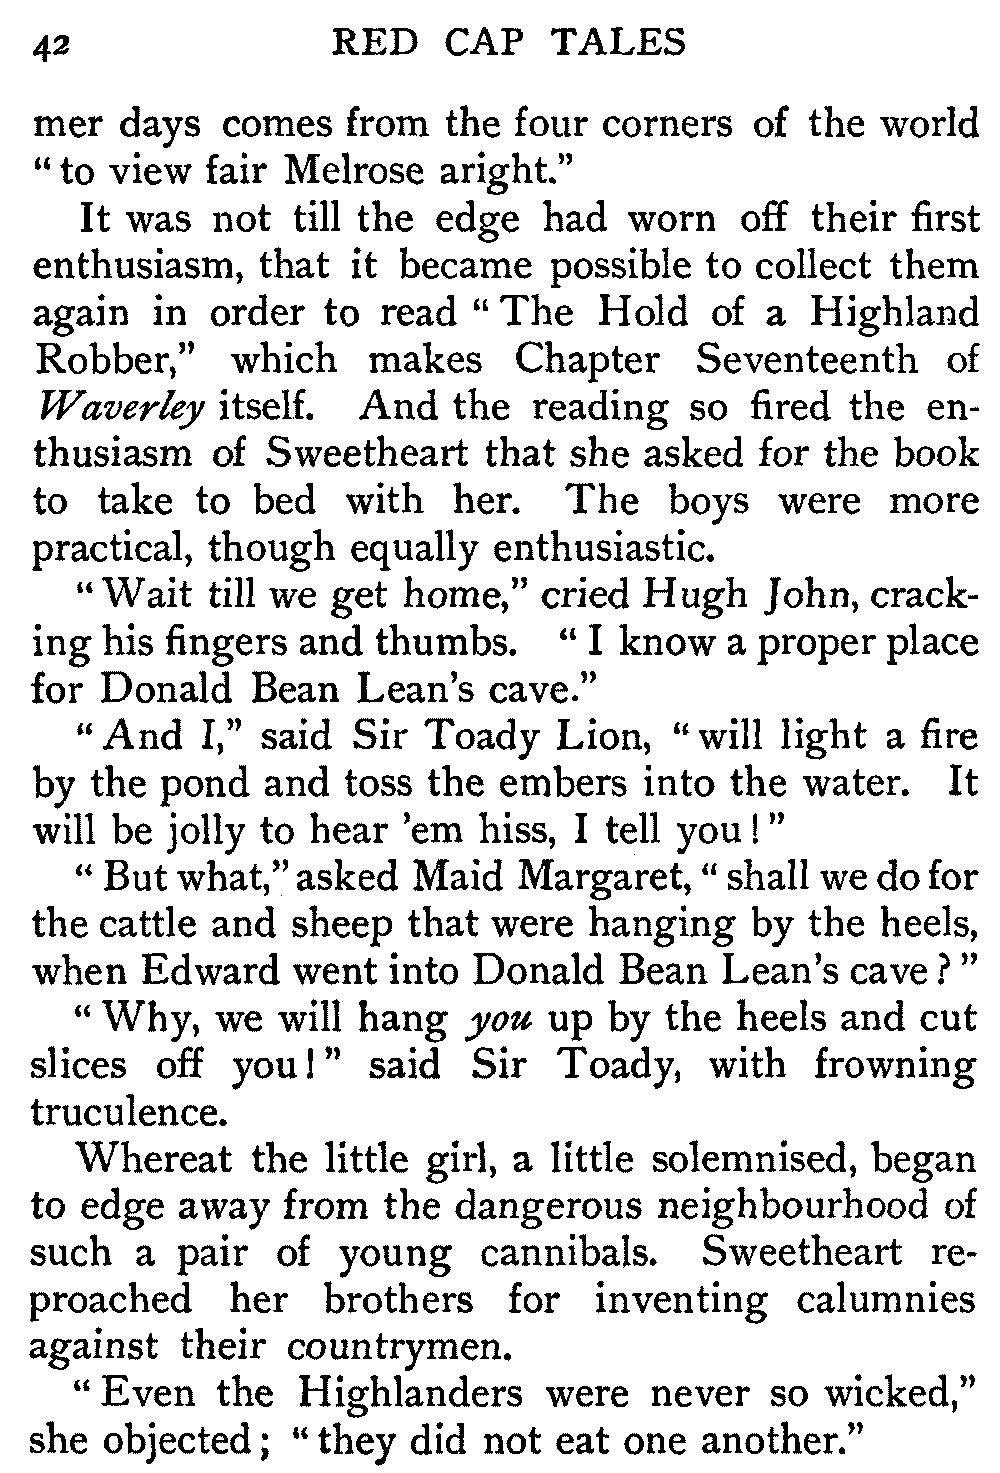 42 RED CAP TALES
mer days comes from the four corners of the world
“to view fair Melrose aright.”
It was not till the edge had worn off their first
enthusiasm, that it became possible to collect them
again in order to read “The Hold of a Highland
Robber,” which makes Chapter Seventeenth of
Waverley itself. And the reading so fired the en-
thusiasm of Sweetheart that she asked for the book
to take to bed with her. The boys were more
practical, though equally enthusiastic.
“Wait till we get home,” cried Hugh John, crack-
ing his fingers and thumbs. “I know a proper place
for Donald Bean Lean's cave.”
“And I,” said Sir Toady Lion, “will light a fire
by the pond and toss the embers into the water. It
will be jolly to hear ’em hiss, I tell you!”
“But what,” asked Maid Margaret, “shall we do for
the cattle and sheep that were hanging by the heels,
when Edward went into Donald Bean Lean's cave?”
“Why, we will hang you up by the heels and cut
slices off you!” said Sir Toady, with frowning
truculence.
Whereat the little girl, a little solemnised, began
to edge away from the dangerous neighbourhood of
such a pair of young cannibals. Sweetheart re-
proached her brothers for inventing calumnies
against their countrymen.
“Even the Highlanders were never so wicked,”
she objected; “they did not eat one another.”